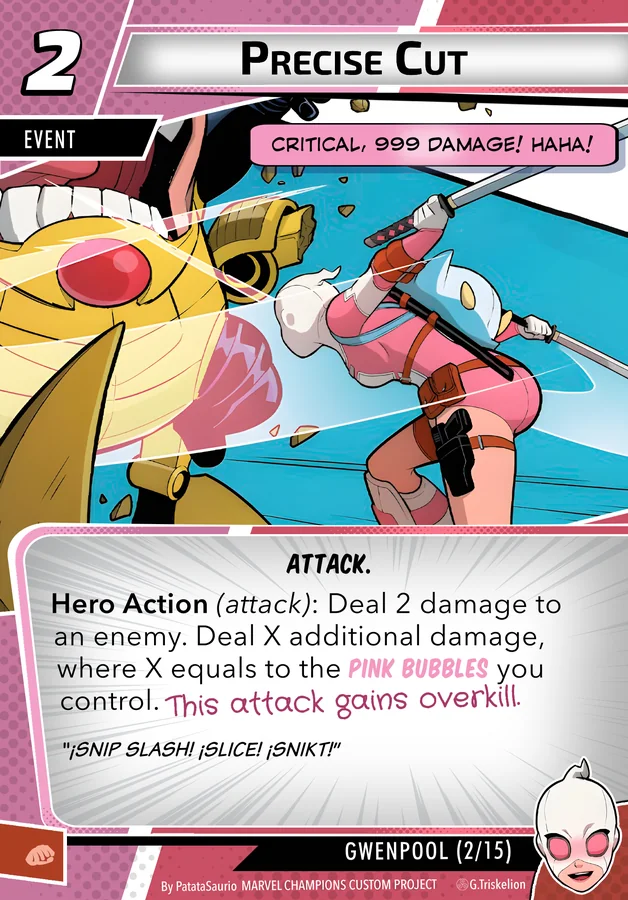 2
PRECISE CUT
EVENT
CRITICAL, 999 DAMAGE! HAHA!
ATTACK.
Hero Action (attack): Deal 2 damage to
an enemy. Deal X additional damage,
where X equals to the PINK BUBBLES you
control. This attack gains overkill.
"¡SNIP SLASH! ¡SLICE! ¡SNIKT!"
GWENPOOL (2/15)
By PatataSaurio MARVEL CHAMPIONS CUSTOM PROJECT G.Triskelion